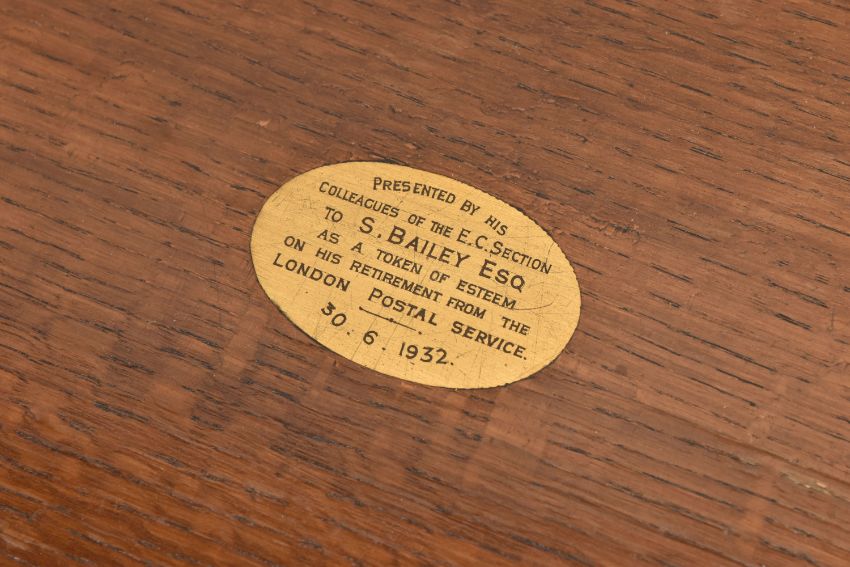 PRESENTED BY HIS
COLLEAGUES OF THE E.C. SECTION
TO S. BAILEY ESQ
AS A TOKEN OF ESTEEM
ON HIS RETIREMENT FROM THE
LONDON POSTAL SERVICE.
30. 6. 1932.